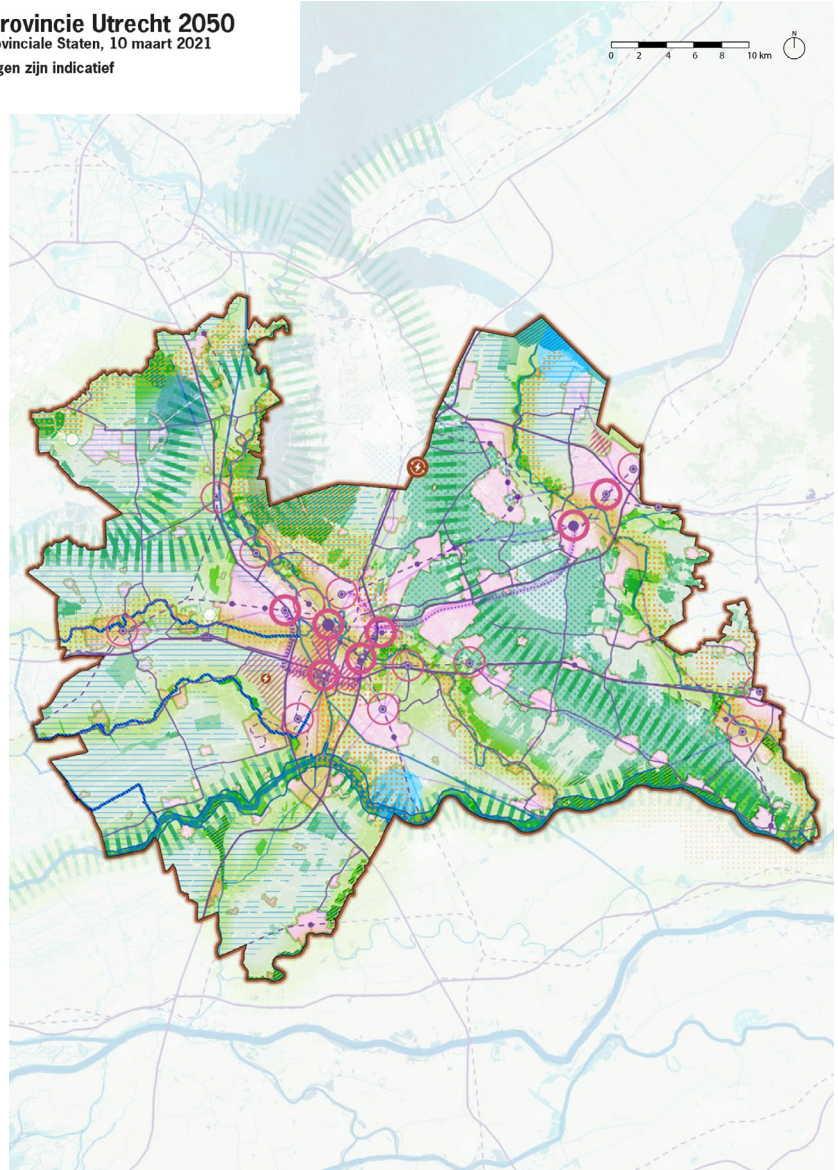 rovincie Utrecht 2050
ovinciale Staten, 10 maart 2021
gen zijn indicatief
N
0 2 4 6 8 10 km